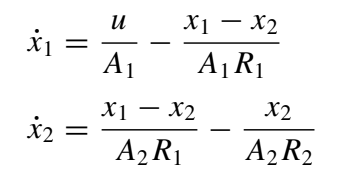 ẋ₁ = u/A₁ − (x₁ − x₂)/(A₁R₁)
ẋ₂ = (x₁ − x₂)/(A₂R₁) − x₂/(A₂R₂)